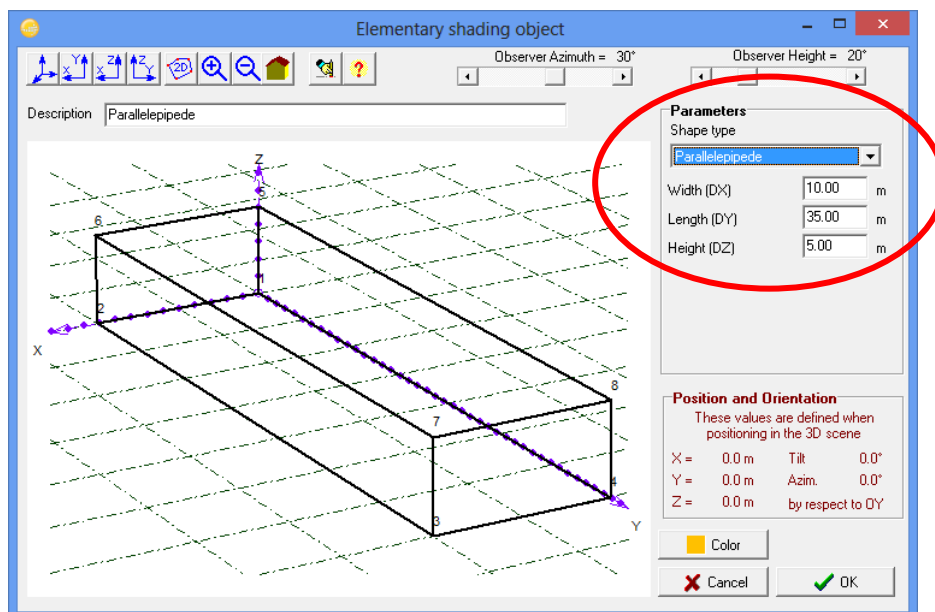 Elementary shading object
X Y
X Z
Z Y
2D
?
Observer Azimuth = 30°
Observer Height = 20°
Description
Parallelepipede
Parameters
Shape type
Parallelepipede
Width (DX) 10.00 m
Length (DY) 35.00 m
Height (DZ) 5.00 m
Z
5
6
1
2
X
8
7
4
3
Y
Position and Orientation
These values are defined when
positioning in the 3D scene
X = 0.0 m Tilt 0.0°
Y = 0.0 m Azim. 0.0°
Z = 0.0 m by respect to OY
Color
Cancel
OK